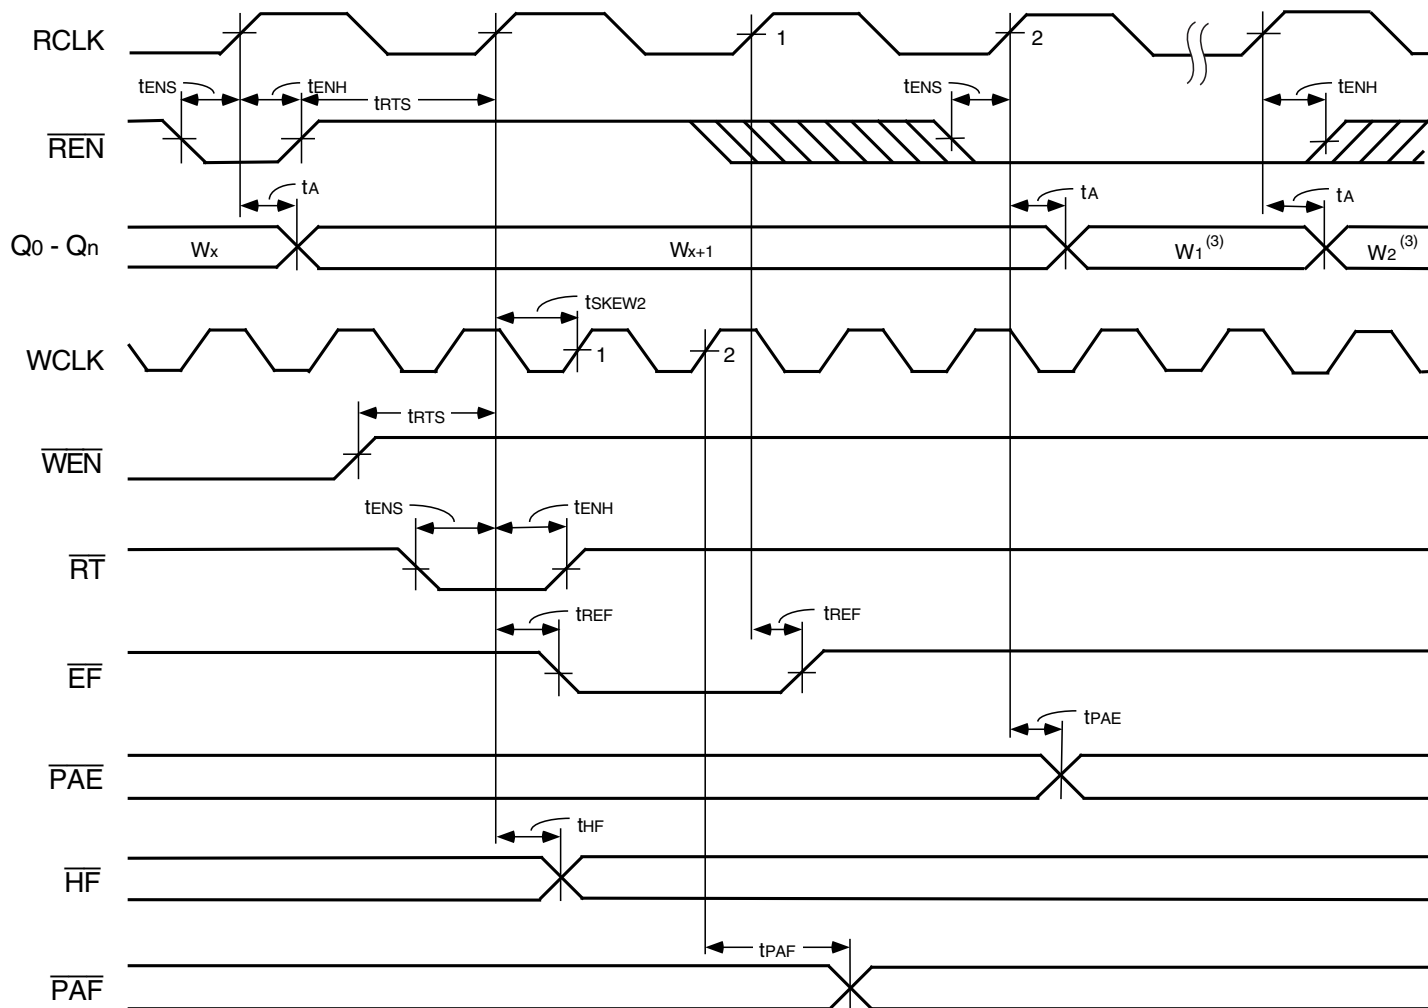 RCLK 1 2
tENS tENH tRTS tENS tENH
REN
tA tA tA
Q0 - Qn Wx Wx+1 W1(3) W2(3)
tSKEW2
WCLK 1 2
tRTS
WEN
tENS tENH
RT
tREF tREF
EF
tPAE
PAE
tHF
HF
tPAF
PAF